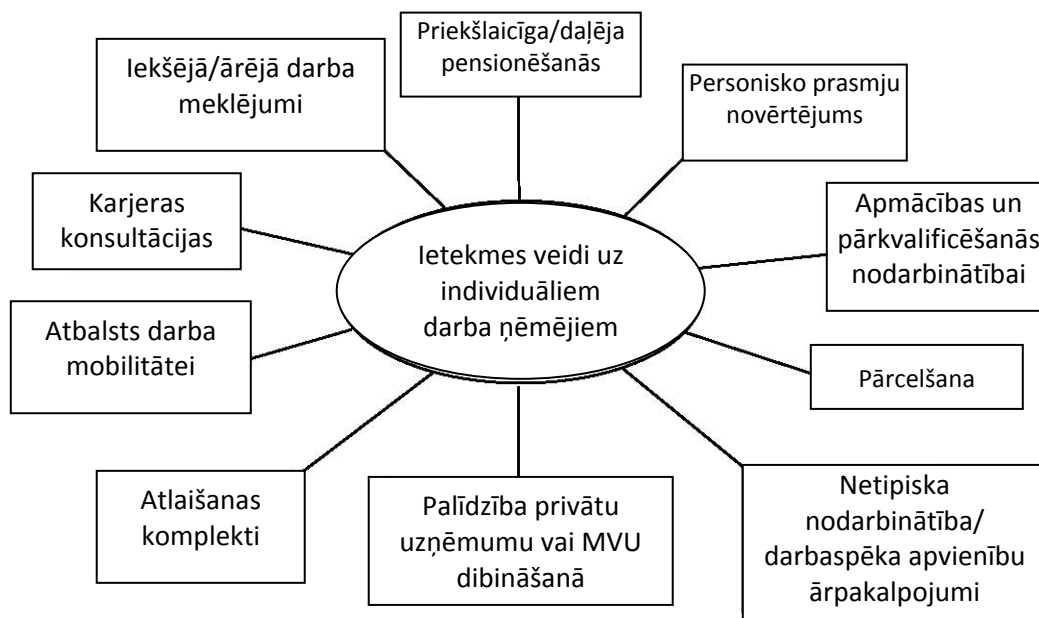 Priekšlaicīga/daļēja
pensionēšanās
Iekšējā/ārējā darba
meklējumi
Personisko prasmju
novērtējums
Karjeras
konsultācijas
Ietekmes veidi uz
individuāliem
darba ņēmējiem
Apmācības un
pārkvalificēšanās
nodarbinātībai
Atbalsts darba
mobilitātei
Pārcelšana
Atlaišanas
komplekti
Palīdzība privātu
uzņēmumu vai MVU
dibināšanā
Netipiska
nodarbinātība/
darbaspēka apvienību
ārpakalpojumi